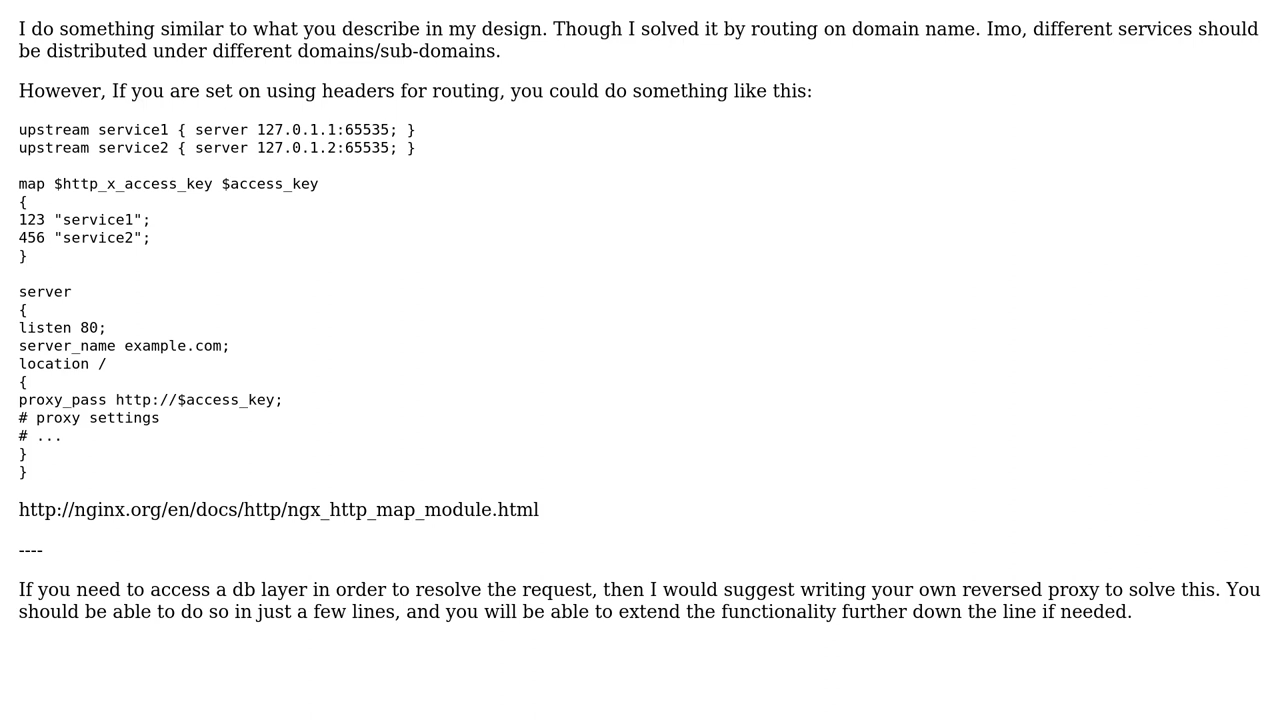 I do something similar to what you describe in my design. Though I solved it by routing on domain name. Imo, different services should
be distributed under different domains/sub-domains.
However, If you are set on using headers for routing, you could do something like this:
upstream service1 { server 127.0.1.1:65535; }
upstream service2 { server 127.0.1.2:65535; }
map $http_x_access_key $access_key
{
123 "service1";
456 "service2";
}
server
{
listen 80;
server_name example.com;
location /
{
proxy_pass http://$access_key;
# proxy settings
# ...
}
}
http://nginx.org/en/docs/http/ngx_http_map_module.html
----
If you need to access a db layer in order to resolve the request, then I would suggest writing your own reversed proxy to solve this. You
should be able to do so in just a few lines, and you will be able to extend the functionality further down the line if needed.